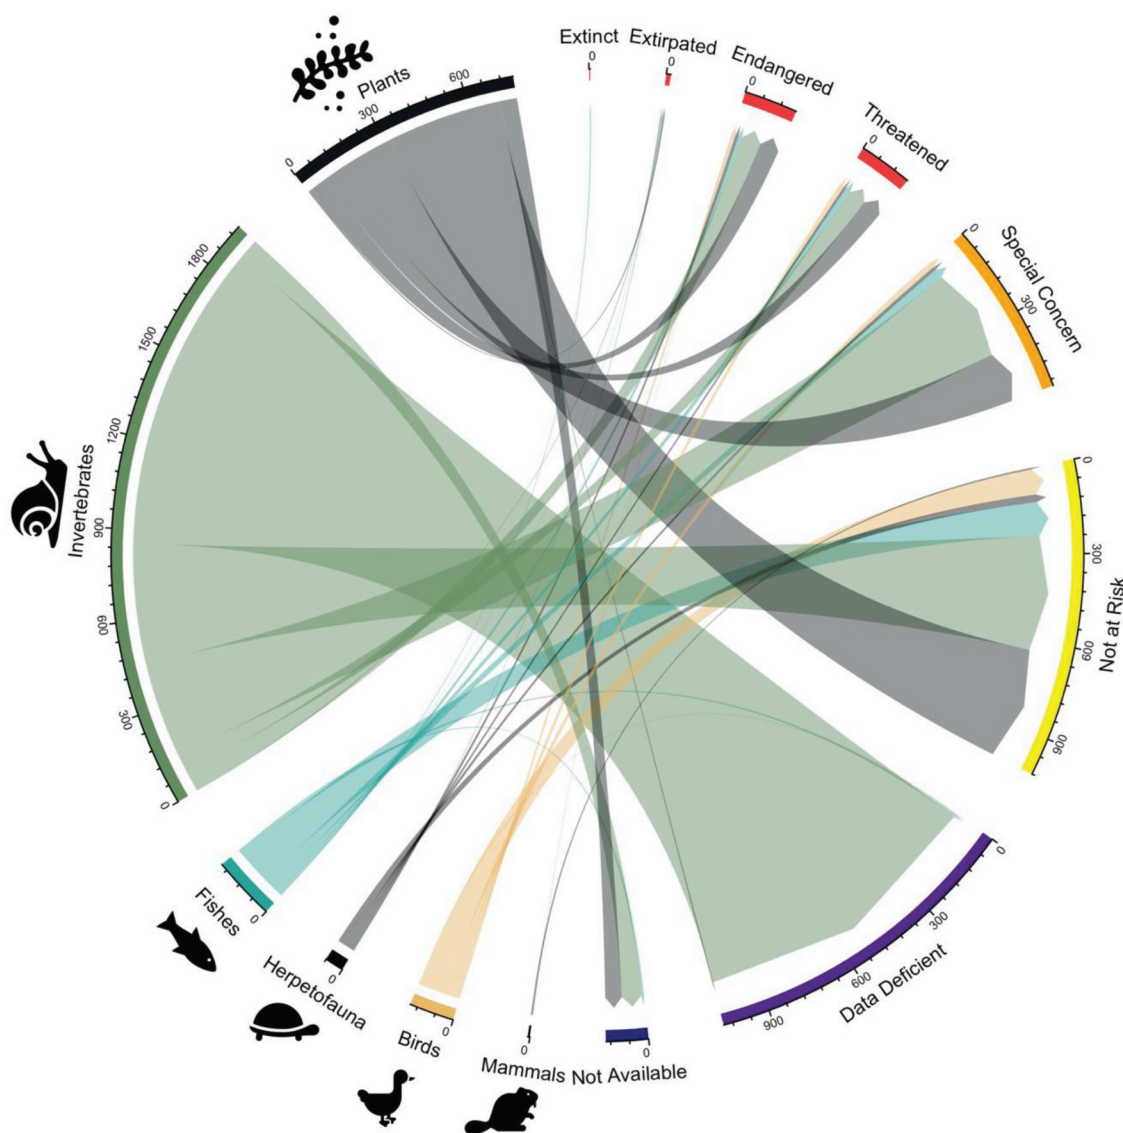 Plants
0
300
600
Extinct
0
Extirpated
0
Endangered
0
Threatened
0
Special Concern
0
300
Not at Risk
0
300
600
900
Data Deficient
0
300
600
900
Not Available
0
Mammals
0
Birds
0
Herpetofauna
0
Fishes
0
Invertebrates
0
300
600
900
1200
1500
1800